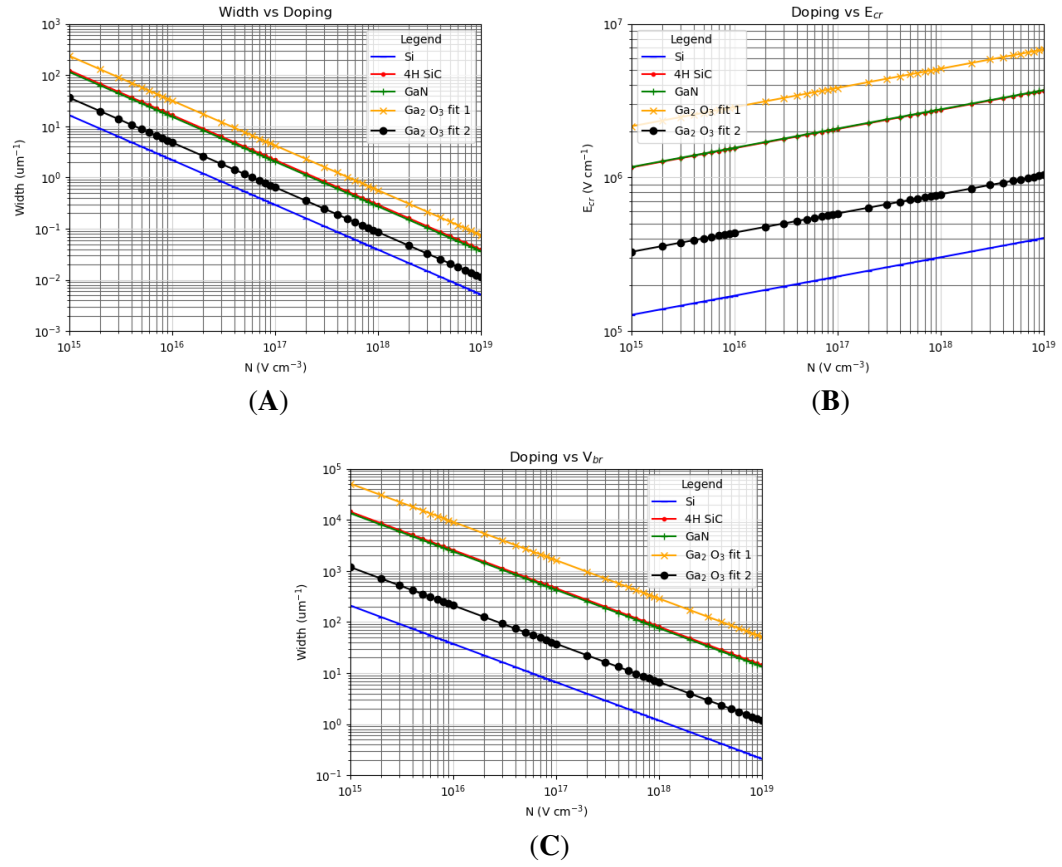 Width vs Doping
Width (um⁻¹)
10³
10²
10¹
10⁰
10⁻¹
10⁻²
10⁻³
Legend
Si
4H SiC
GaN
Ga₂ O₃ fit 1
Ga₂ O₃ fit 2
10¹⁵
10¹⁶
10¹⁷
10¹⁸
10¹⁹
N (V cm⁻³)
(A)
Doping vs E꜀ᵣ
E꜀ᵣ (V cm⁻¹)
10⁷
10⁶
10⁵
Legend
Si
4H SiC
GaN
Ga₂ O₃ fit 1
Ga₂ O₃ fit 2
10¹⁵
10¹⁶
10¹⁷
10¹⁸
10¹⁹
N (V cm⁻³)
(B)
Doping vs V_br
Width (um⁻¹)
10⁵
10⁴
10³
10²
10¹
10⁰
10⁻¹
Legend
Si
4H SiC
GaN
Ga₂ O₃ fit 1
Ga₂ O₃ fit 2
10¹⁵
10¹⁶
10¹⁷
10¹⁸
10¹⁹
N (V cm⁻³)
(C)